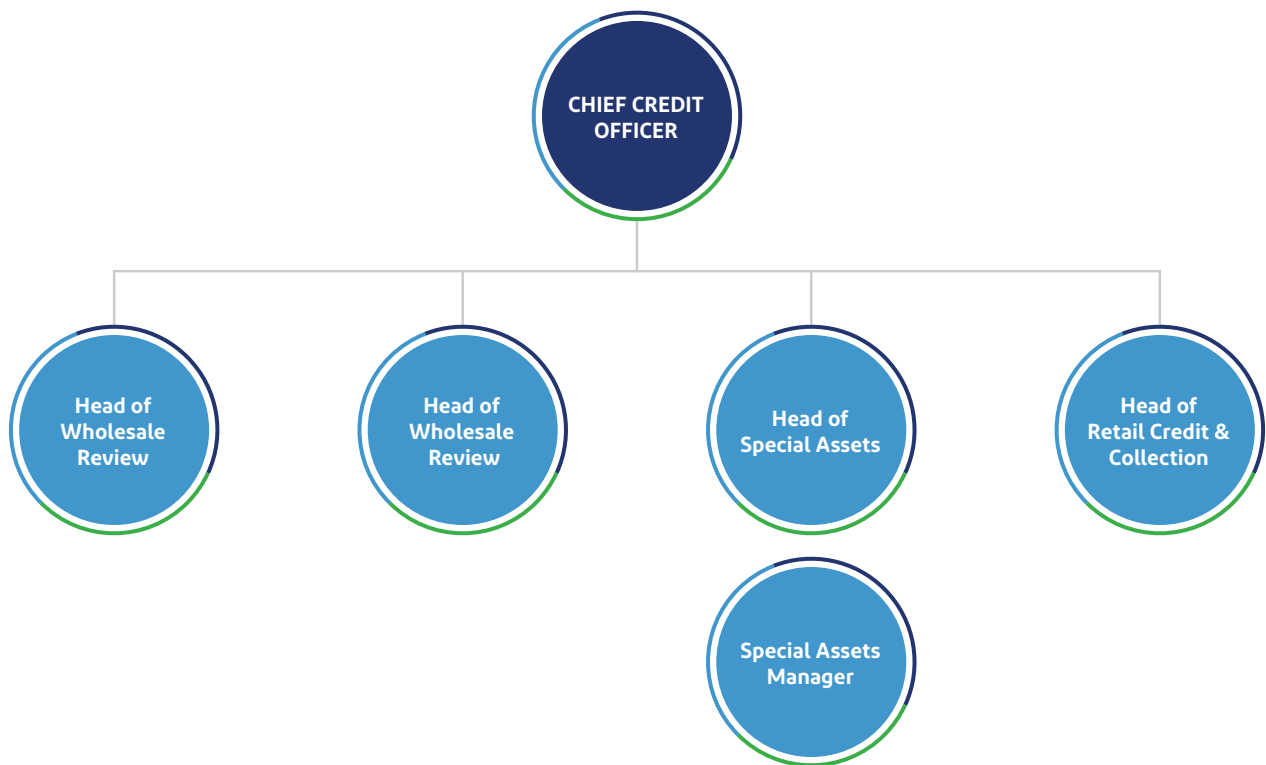 CHIEF CREDIT
OFFICER
Head of
Wholesale
Review
Head of
Wholesale
Review
Head of
Special Assets
Head of
Retail Credit &
Collection
Special Assets
Manager